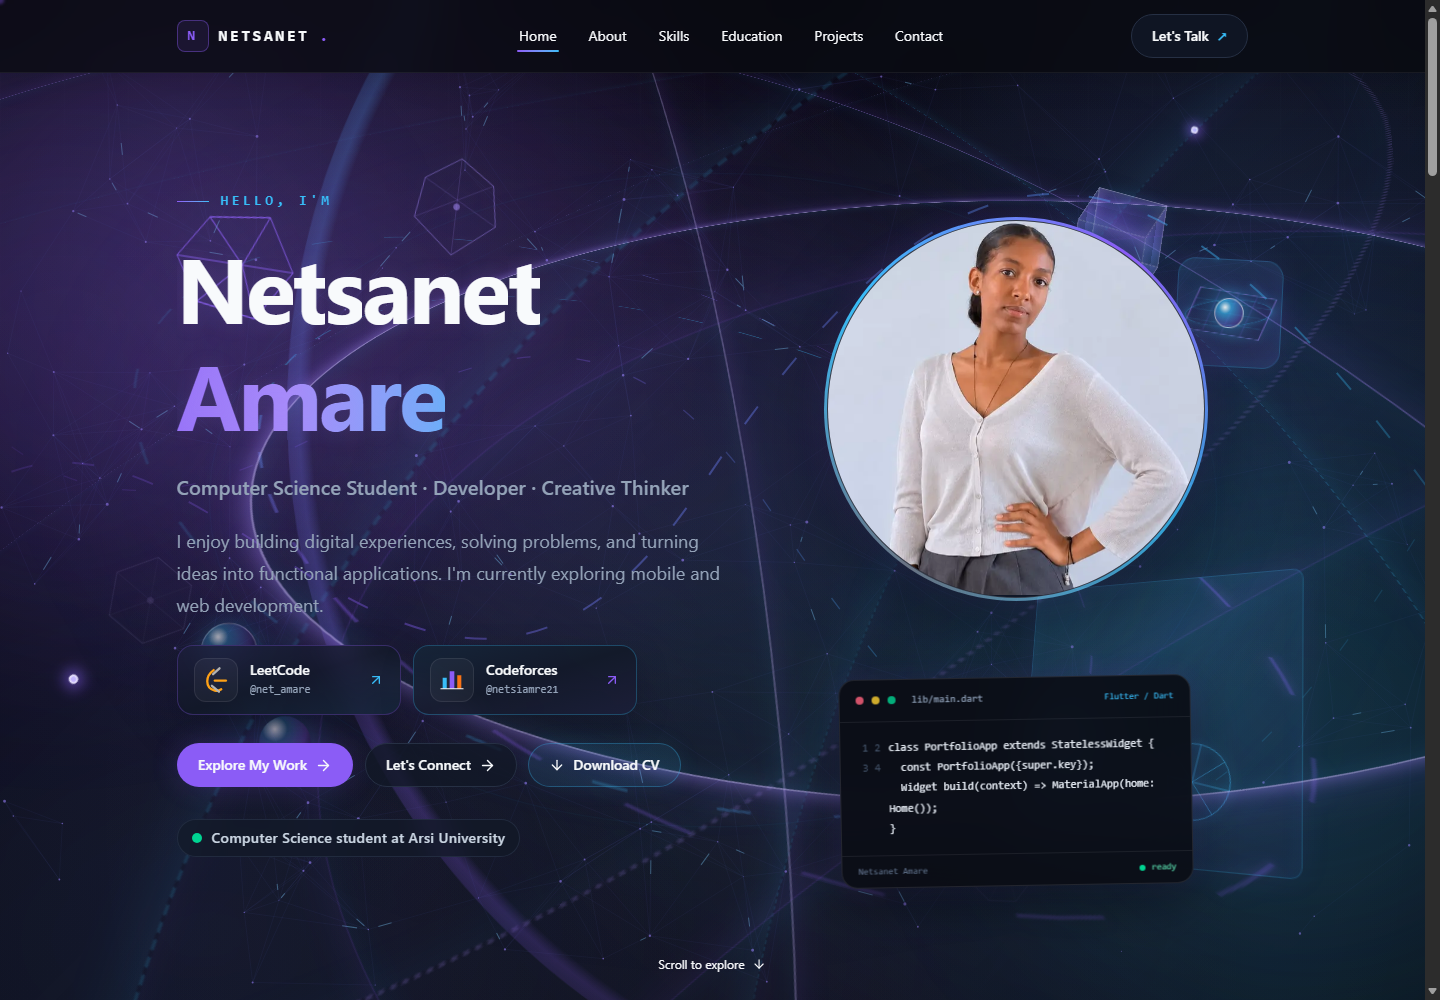 N NETSANET .
Home About Skills Education Projects Contact
Let's Talk ↗
HELLO, I'M
Netsanet
Amare
Computer Science Student · Developer · Creative Thinker
I enjoy building digital experiences, solving problems, and turning
ideas into functional applications. I'm currently exploring mobile and
web development.
LeetCode
@net_amare
Codeforces
@netsiamre21
Explore My Work →
Let's Connect →
↓ Download CV
Computer Science student at Arsi University
lib/main.dart
Flutter / Dart
1 2
3 4
class PortfolioApp extends StatelessWidget {
const PortfolioApp({super.key});
Widget build(context) => MaterialApp(home:
Home());
}
Netsanet Amare
ready
Scroll to explore ↓